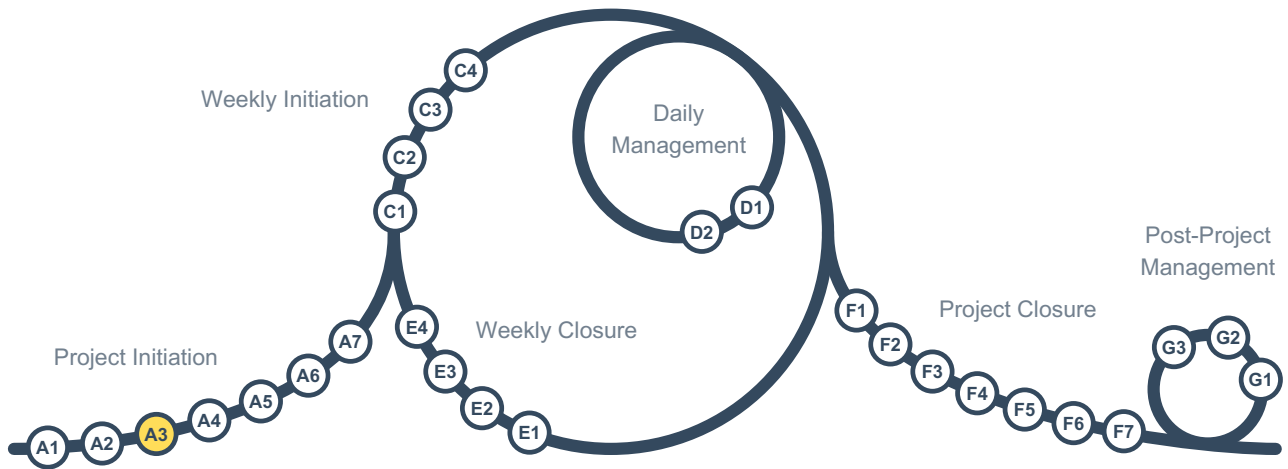 Project Initiation
A1
A2
A3
A4
A5
A6
A7
Weekly Initiation
C1
C2
C3
C4
Daily
Management
D1
D2
Weekly Closure
E1
E2
E3
E4
Project Closure
F1
F2
F3
F4
F5
F6
F7
Post-Project
Management
G1
G2
G3